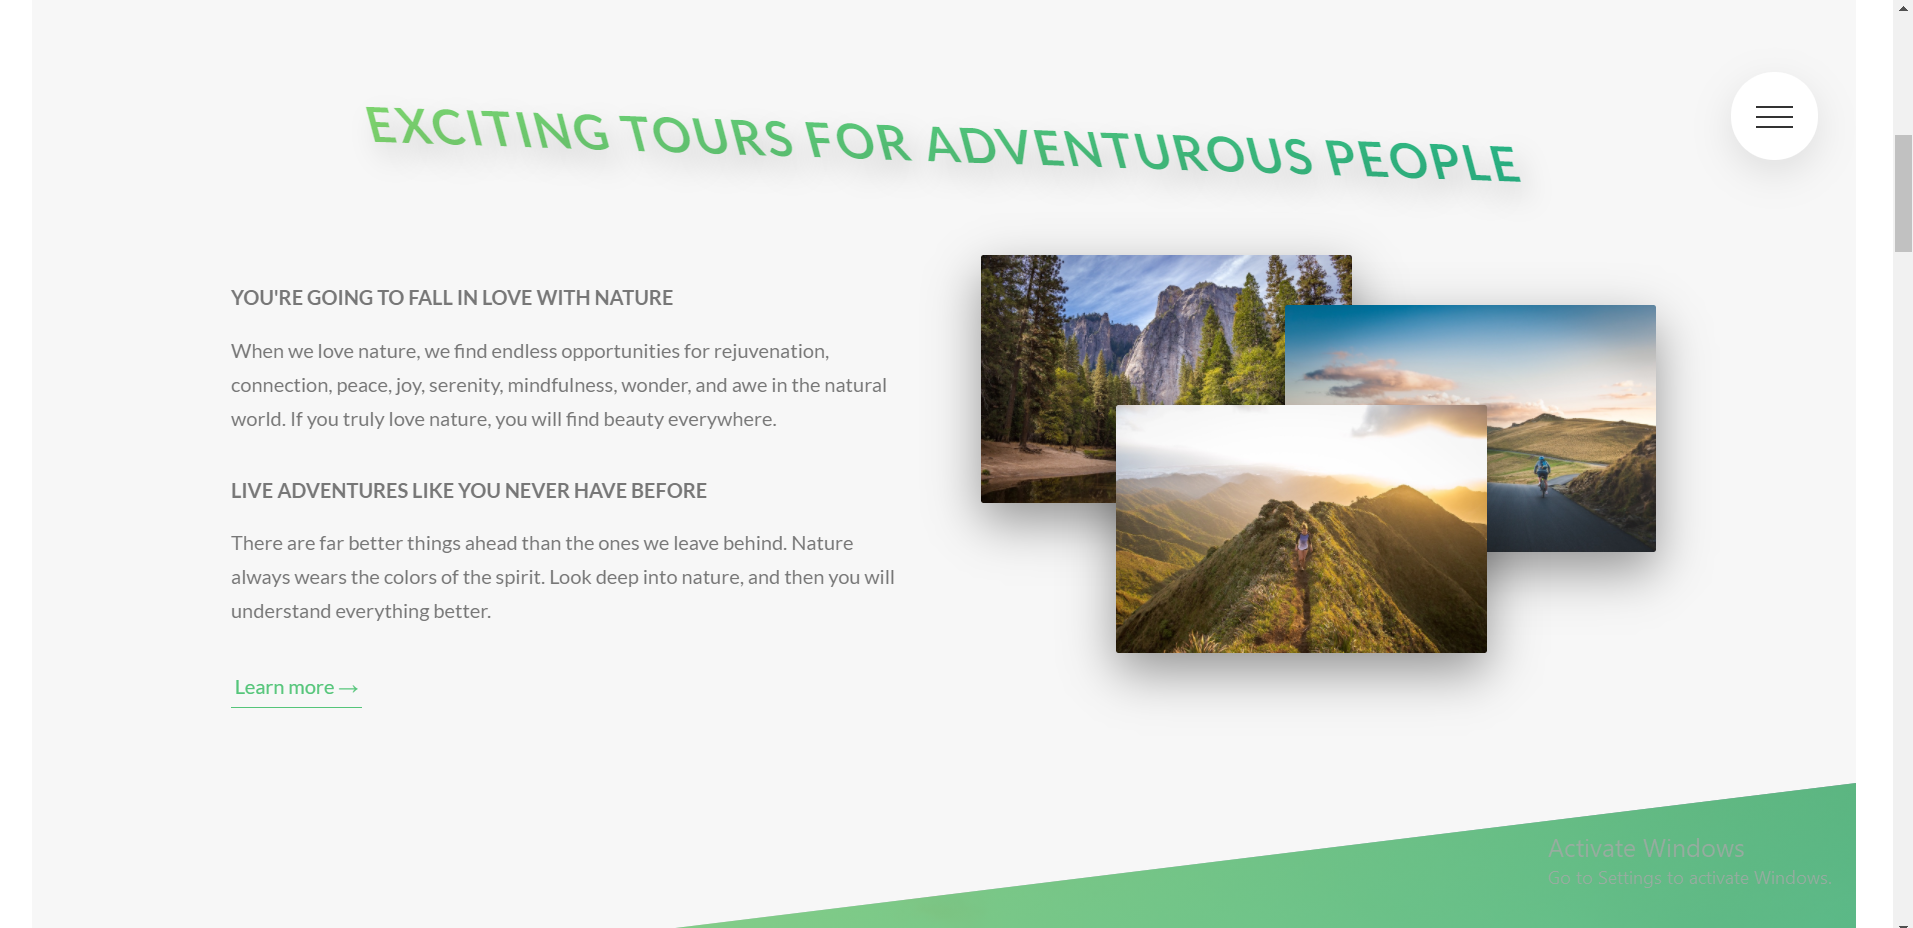 EXCITING TOURS FOR ADVENTUROUS PEOPLE
YOU'RE GOING TO FALL IN LOVE WITH NATURE
When we love nature, we find endless opportunities for rejuvenation,
connection, peace, joy, serenity, mindfulness, wonder, and awe in the natural
world. If you truly love nature, you will find beauty everywhere.
LIVE ADVENTURES LIKE YOU NEVER HAVE BEFORE
There are far better things ahead than the ones we leave behind. Nature
always wears the colors of the spirit. Look deep into nature, and then you will
understand everything better.
Learn more →
Activate Windows
Go to Settings to activate Windows.